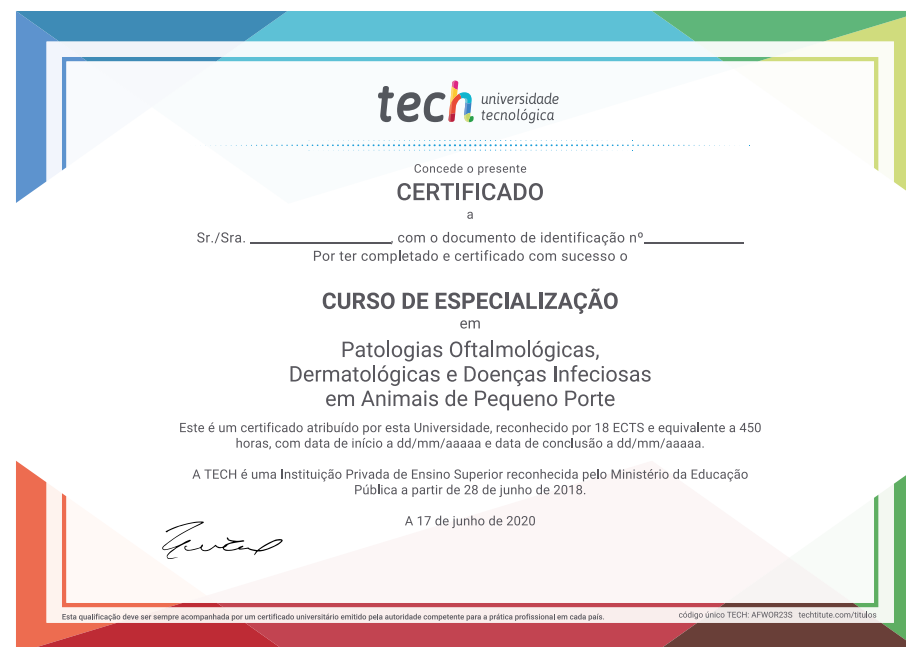 tech universidade
tecnológica
Concede o presente
CERTIFICADO
a
Sr./Sra. ____________, com o documento de identificação nº_________
Por ter completado e certificado com sucesso o
CURSO DE ESPECIALIZAÇÃO
em
Patologias Oftalmológicas,
Dermatológicas e Doenças Infeciosas
em Animais de Pequeno Porte
Este é um certificado atribuído por esta Universidade, reconhecido por 18 ECTS e equivalente a 450
horas, com data de início a dd/mm/aaaaa e data de conclusão a dd/mm/aaaaa.
A TECH é uma Instituição Privada de Ensino Superior reconhecida pelo Ministério da Educação
Pública a partir de 28 de junho de 2018.
A 17 de junho de 2020
Esta qualificação deve ser sempre acompanhada por um certificado universitário emitido pela autoridade competente para a prática profissional em cada país.
código único TECH: AFWOR23S techtitute.com/titulos